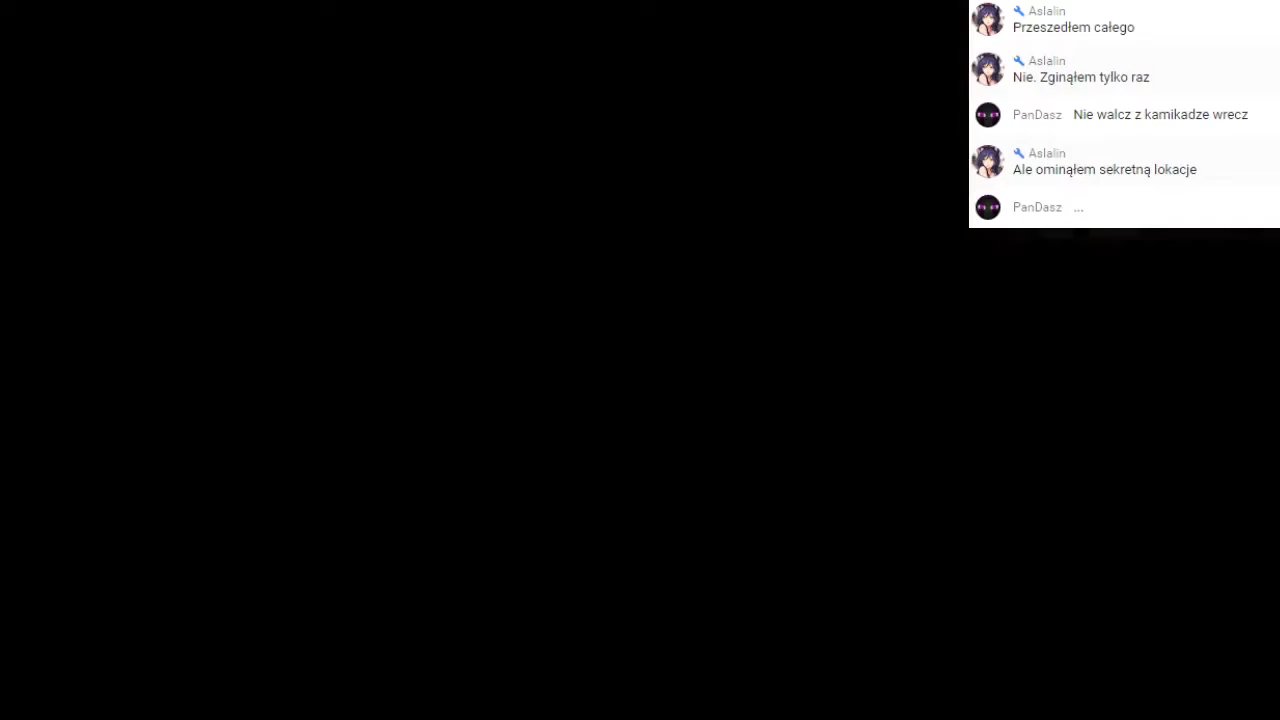 Aslalin
Przeszedłem całego
Aslalin
Nie. Zginąłem tylko raz
PanDasz Nie walcz z kamikadze wrecz
Aslalin
Ale ominąłem sekretną lokacje
PanDasz ...